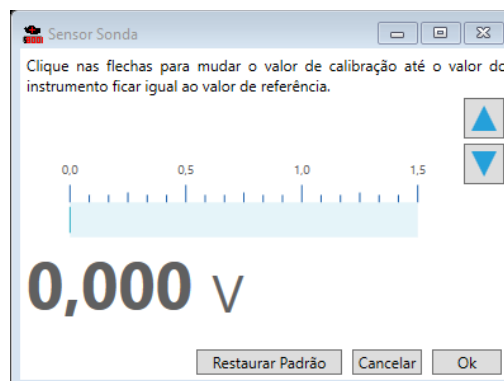 Sensor Sonda
Clique nas flechas para mudar o valor de calibração até o valor do
instrumento ficar igual ao valor de referência.
0,0 0,5 1,0 1,5
0,000 V
Restaurar Padrão Cancelar Ok